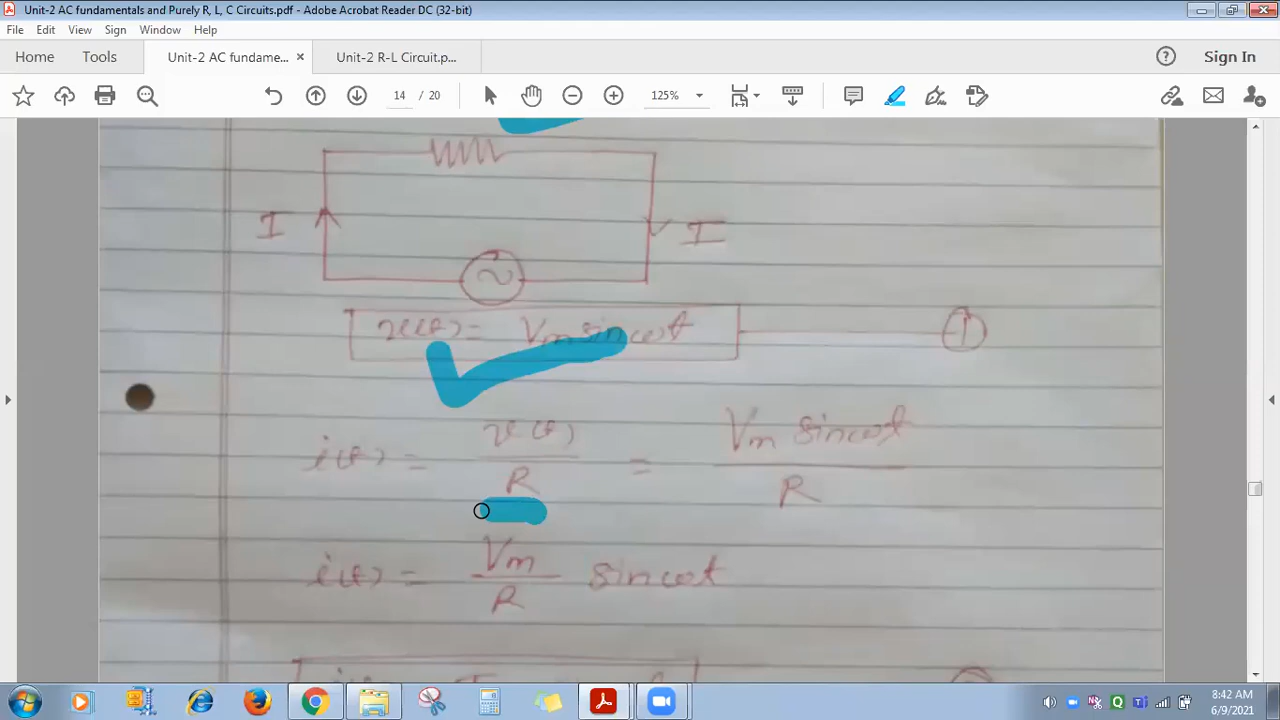 Unit-2 AC fundamentals and Purely R, L, C Circuits.pdf - Adobe Acrobat Reader DC (32-bit)
File Edit View Sign Window Help
Home Tools Unit-2 AC fundame... × Unit-2 R-L Circuit.p... Sign In
14 / 20 125%
I I
v(t) = Vm sinωt 1
i(t) = v(t) / R = Vm sinωt / R
i(t) = Vm / R sinωt
8:42 AM
6/9/2021